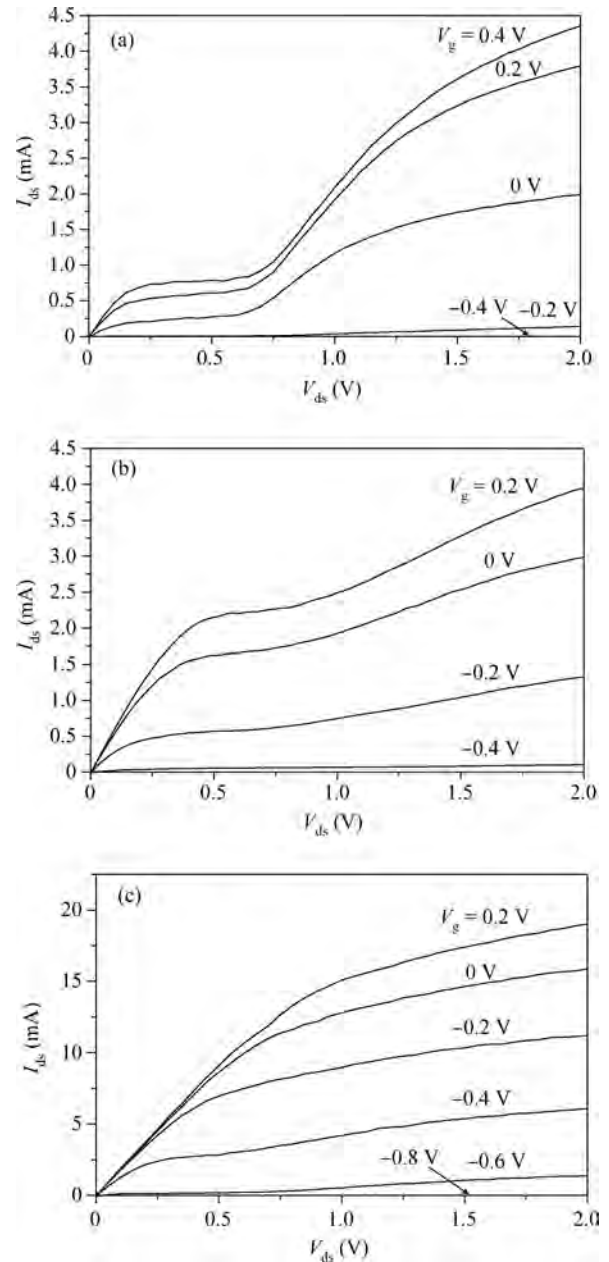 (a)
V_g = 0.4 V
0.2 V
0 V
−0.4 V
−0.2 V
4.5
4.0
3.5
3.0
2.5
2.0
1.5
1.0
0.5
0
I_ds (mA)
0 0.5 1.0 1.5 2.0
V_ds (V)
(b)
V_g = 0.2 V
0 V
−0.2 V
−0.4 V
4.5
4.0
3.5
3.0
2.5
2.0
1.5
1.0
0.5
0
I_ds (mA)
0 0.5 1.0 1.5 2.0
V_ds (V)
(c)
V_g = 0.2 V
0 V
−0.2 V
−0.4 V
−0.8 V
−0.6 V
20
15
10
5
0
I_ds (mA)
0 0.5 1.0 1.5 2.0
V_ds (V)